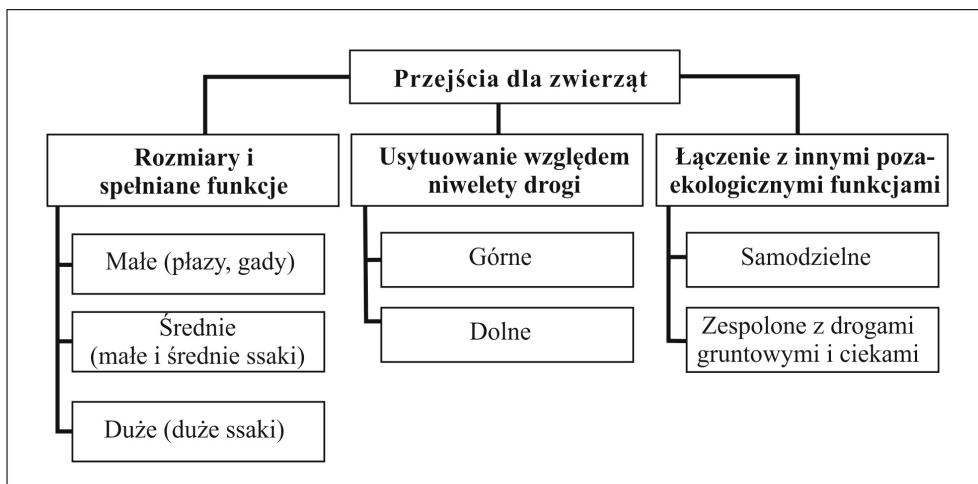 Przejścia dla zwierząt
Rozmiary i
spełniane funkcje
Małe (płazy, gady)
Średnie
(małe i średnie ssaki)
Duże (duże ssaki)
Usytuowanie względem
niwelety drogi
Górne
Dolne
Łączenie z innymi poza-
ekologicznymi funkcjami
Samodzielne
Zespolone z drogami
gruntowymi i ciekami